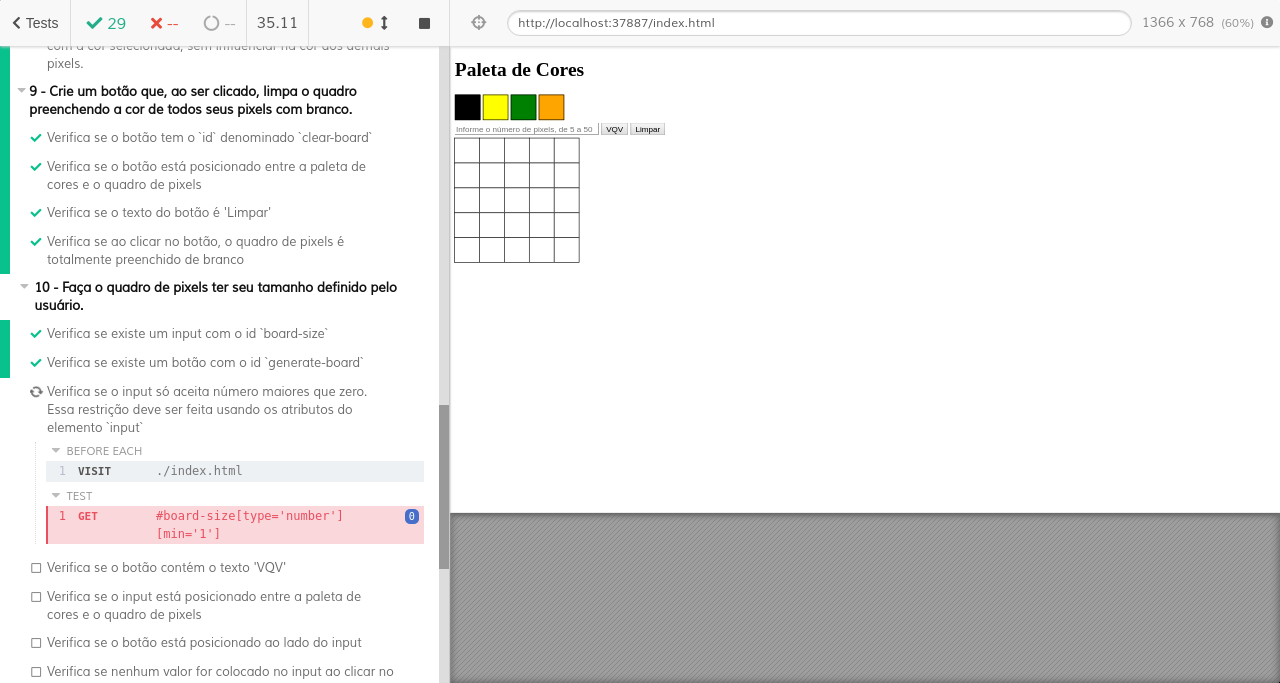 Tests
29
--
--
35.11
http://localhost:37887/index.html
1366 x 768 (60%)
com a cor selecionada, sem influenciar na cor dos demais
pixels.
9 - Crie um botão que, ao ser clicado, limpa o quadro
preenchendo a cor de todos seus pixels com branco.
Verifica se o botão tem o `id` denominado `clear-board`
Verifica se o botão está posicionado entre a paleta de
cores e o quadro de pixels
Verifica se o texto do botão é 'Limpar'
Verifica se ao clicar no botão, o quadro de pixels é
totalmente preenchido de branco
10 - Faça o quadro de pixels ter seu tamanho definido pelo
usuário.
Verifica se existe um input com o id `board-size`
Verifica se existe um botão com o id `generate-board`
Verifica se o input só aceita número maiores que zero.
Essa restrição deve ser feita usando os atributos do
elemento `input`
BEFORE EACH
1 VISIT ./index.html
TEST
1 GET #board-size[type='number'] 0
[min='1']
Verifica se o botão contém o texto 'VQV'
Verifica se o input está posicionado entre a paleta de
cores e o quadro de pixels
Verifica se o botão está posicionado ao lado do input
Verifica se nenhum valor for colocado no input ao clicar no
Paleta de Cores
Informe o número de pixels, de 5 a 50 VQV Limpar